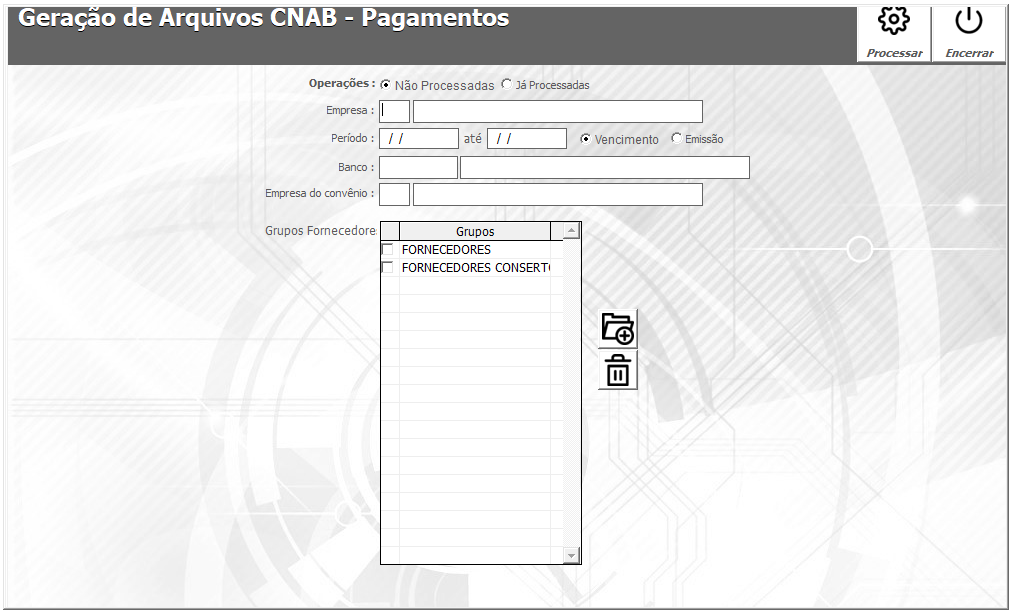 Geração de Arquivos CNAB - Pagamentos
Processar
Encerrar
Operações : Não Processadas Já Processadas
Empresa :
Período : / / até / / Vencimento Emissão
Banco :
Empresa do convênio :
Grupos Fornecedore
Grupos
FORNECEDORES
FORNECEDORES CONSERTO